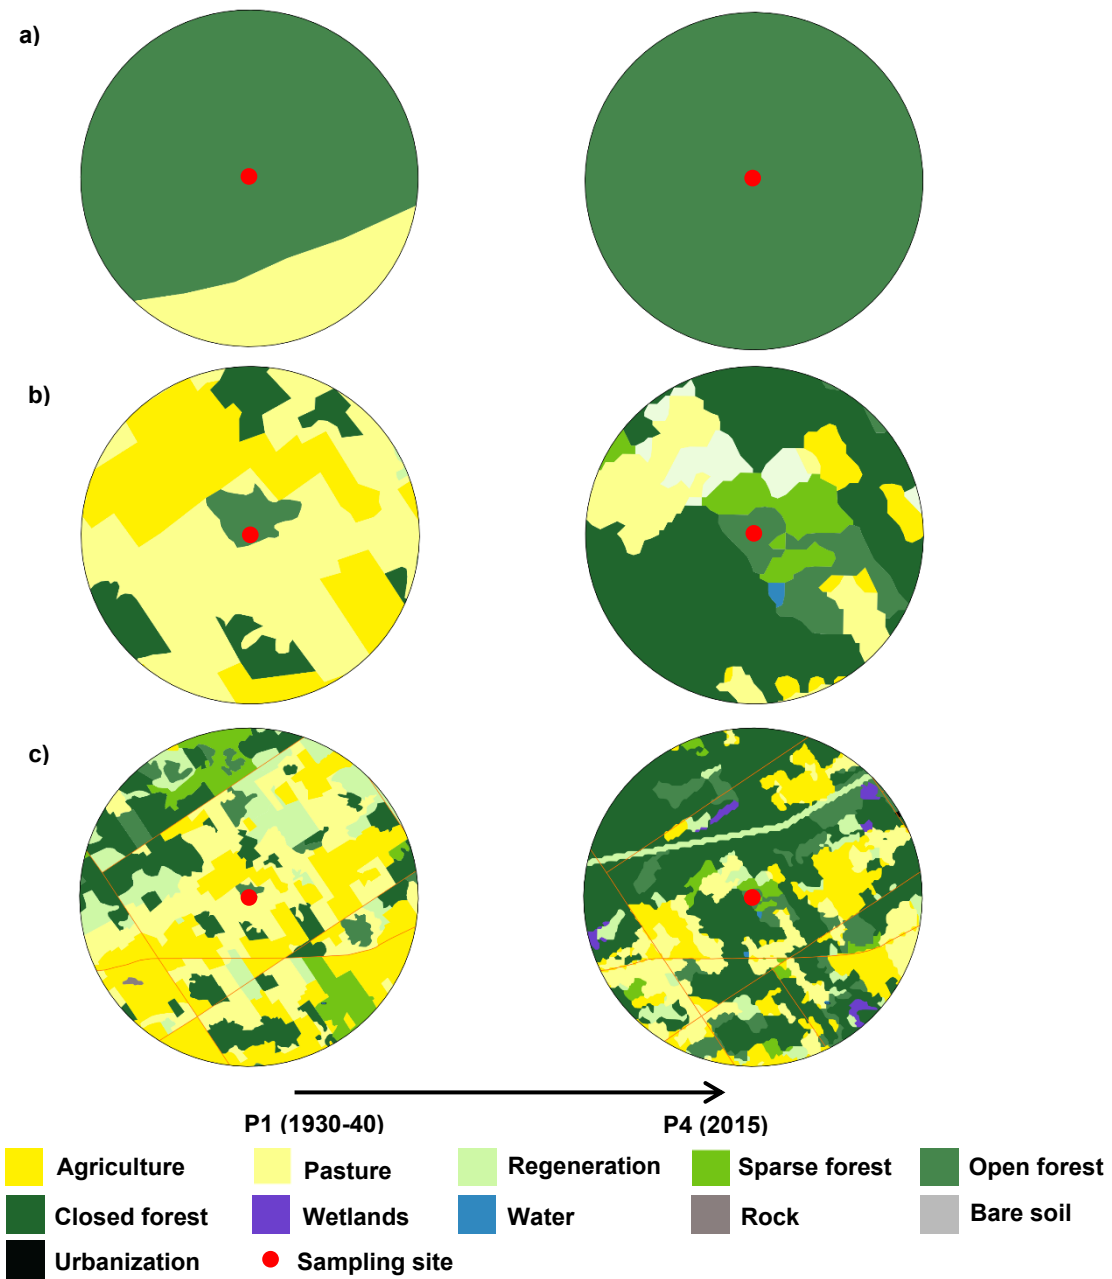 a)
b)
c)
P1 (1930-40) P4 (2015)
Agriculture Pasture Regeneration Sparse forest Open forest
Closed forest Wetlands Water Rock Bare soil
Urbanization Sampling site